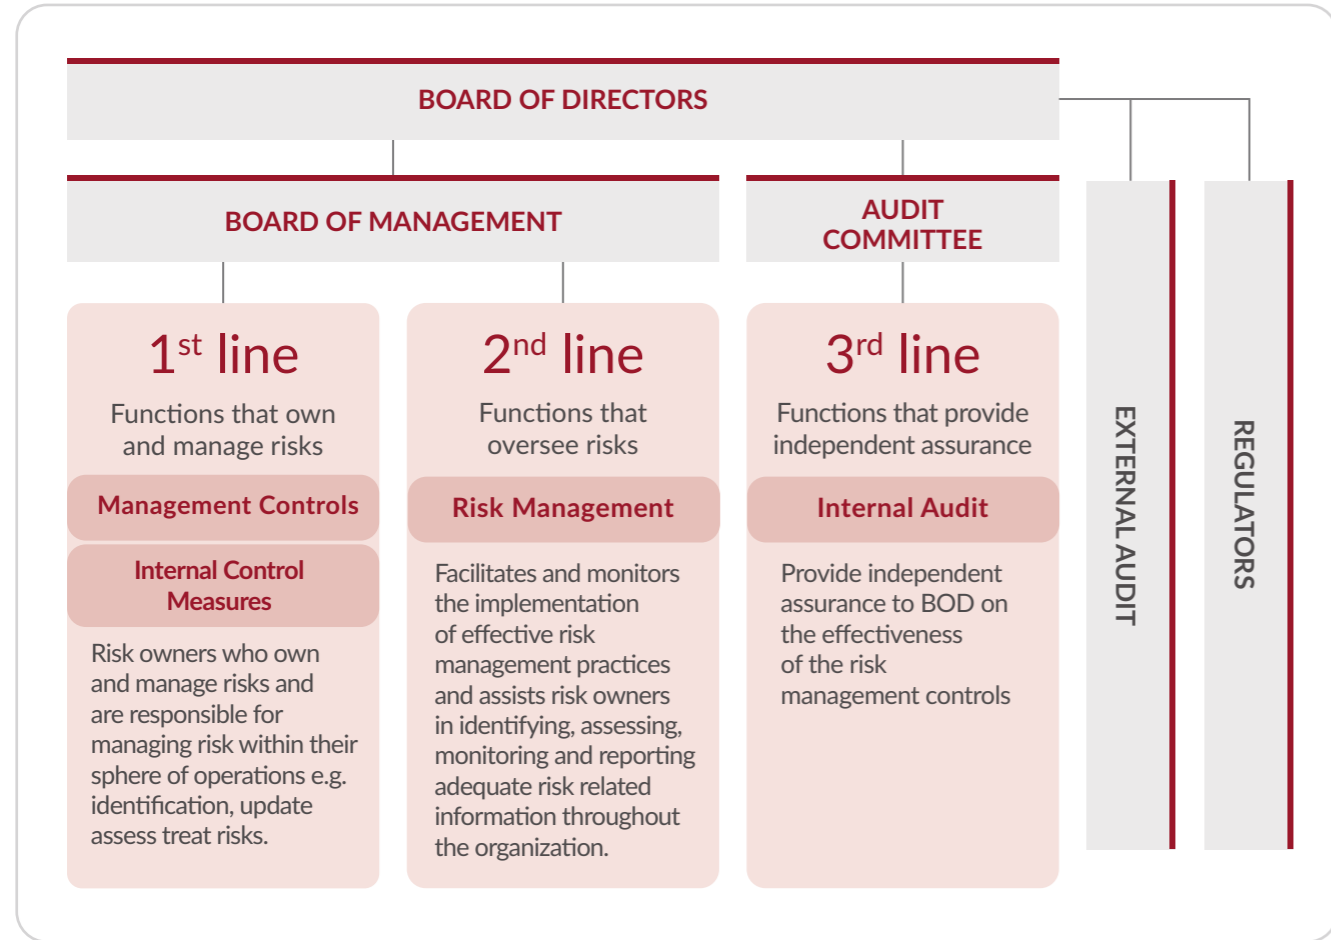 BOARD OF DIRECTORS
BOARD OF MANAGEMENT
AUDIT
COMMITTEE
1st line
Functions that own
and manage risks
Management Controls
Internal Control
Measures
Risk owners who own
and manage risks and
are responsible for
managing risk within their
sphere of operations e.g.
identification, update
assess treat risks.
2nd line
Functions that
oversee risks
Risk Management
Facilitates and monitors
the implementation
of effective risk
management practices
and assists risk owners
in identifying, assessing,
monitoring and reporting
adequate risk related
information throughout
the organization.
3rd line
Functions that provide
independent assurance
Internal Audit
Provide independent
assurance to BOD on
the effectiveness
of the risk
management controls
EXTERNAL AUDIT
REGULATORS